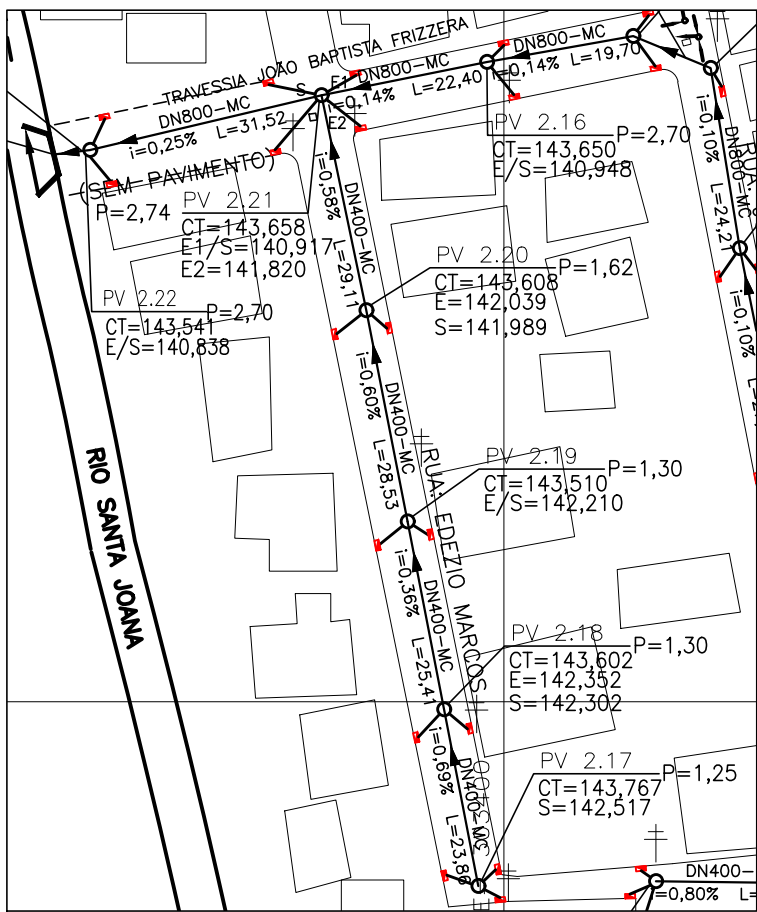 TRAVESSIA JOÃO BAPTISTA FRIZZERA
(SEM PAVIMENTO)
DN800-MC
i=0,25% L=31,52
S E1
E2
DN800-MC
i=0,14% L=22,40
DN800-MC
i=0,14% L=19,70
PV 2.16 P=2,70
CT=143,650
E/S=140,948
DN800-MC
i=0,10% L=24,21
i=0,10%
RUA:
P=2,74 PV 2.21
CT=143,658
E1/S=140,917
E2=141,820
PV 2.22 P=2,70
CT=143,541
E/S=140,838
DN400-MC
i=0,58% L=29,11
PV 2.20 P=1,62
CT=143,608
E=142,039
S=141,989
DN400-MC
i=0,60% L=28,53
PV 2.19 P=1,30
CT=143,510
E/S=142,210
RIO SANTA JOANA
RUA: EDEZIO MARCOS
DN400-MC
i=0,36% L=25,41
PV 2.18 P=1,30
CT=143,602
E=142,352
S=142,302
DN400-MC
i=0,69% L=23,86
PV 2.17 P=1,25
CT=143,767
S=142,517
DN400-
i=0,80% L=